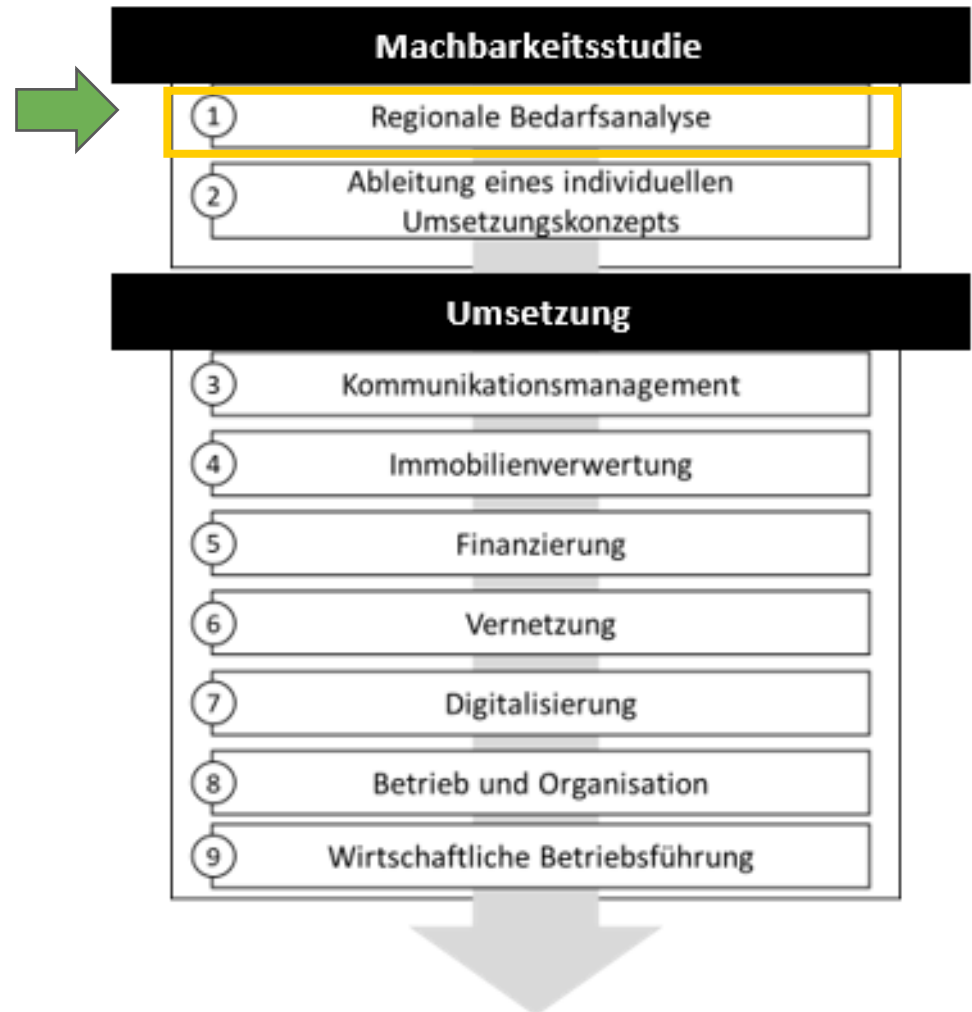 Machbarkeitsstudie
1 Regionale Bedarfsanalyse
2 Ableitung eines individuellen
Umsetzungskonzepts
Umsetzung
3 Kommunikationsmanagement
4 Immobilienverwertung
5 Finanzierung
6 Vernetzung
7 Digitalisierung
8 Betrieb und Organisation
9 Wirtschaftliche Betriebsführung